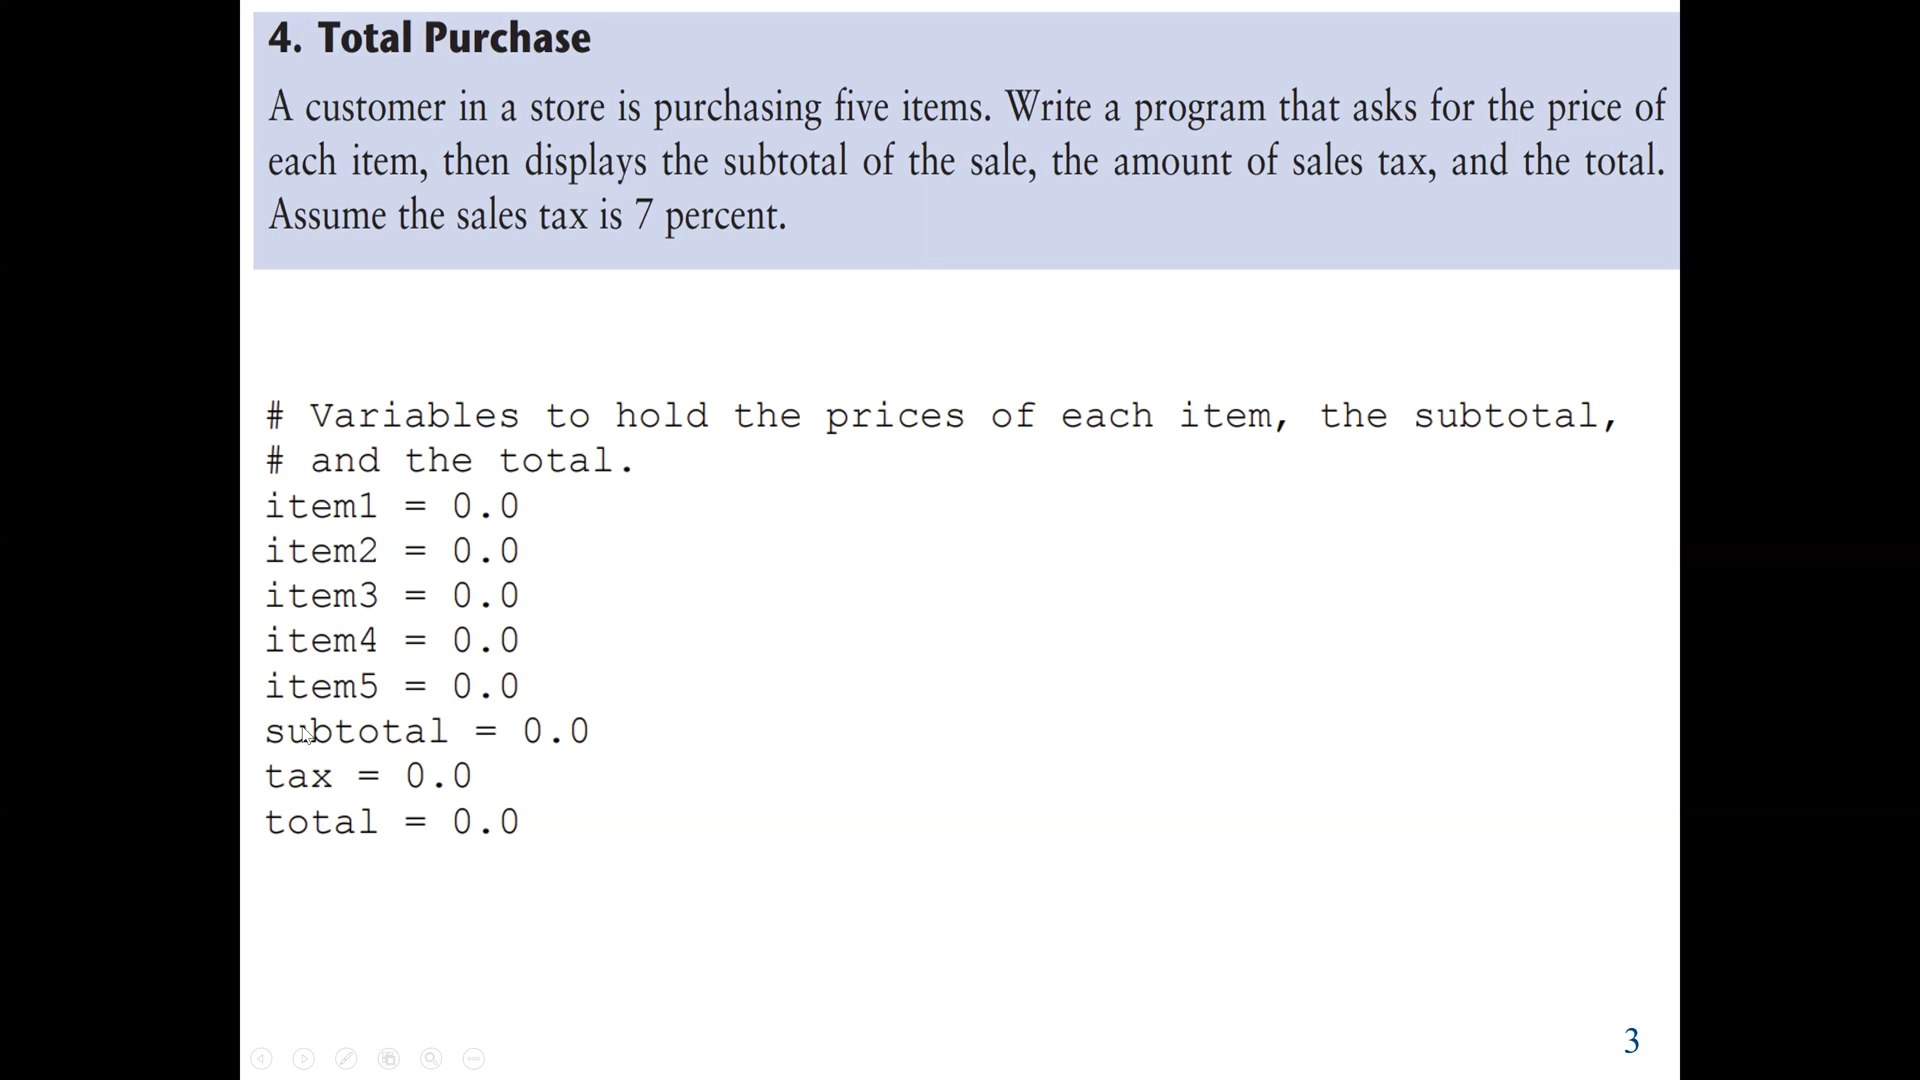 4. Total Purchase
A customer in a store is purchasing five items. Write a program that asks for the price of
each item, then displays the subtotal of the sale, the amount of sales tax, and the total.
Assume the sales tax is 7 percent.
# Variables to hold the prices of each item, the subtotal,
# and the total.
item1 = 0.0
item2 = 0.0
item3 = 0.0
item4 = 0.0
item5 = 0.0
subtotal = 0.0
tax = 0.0
total = 0.0
3